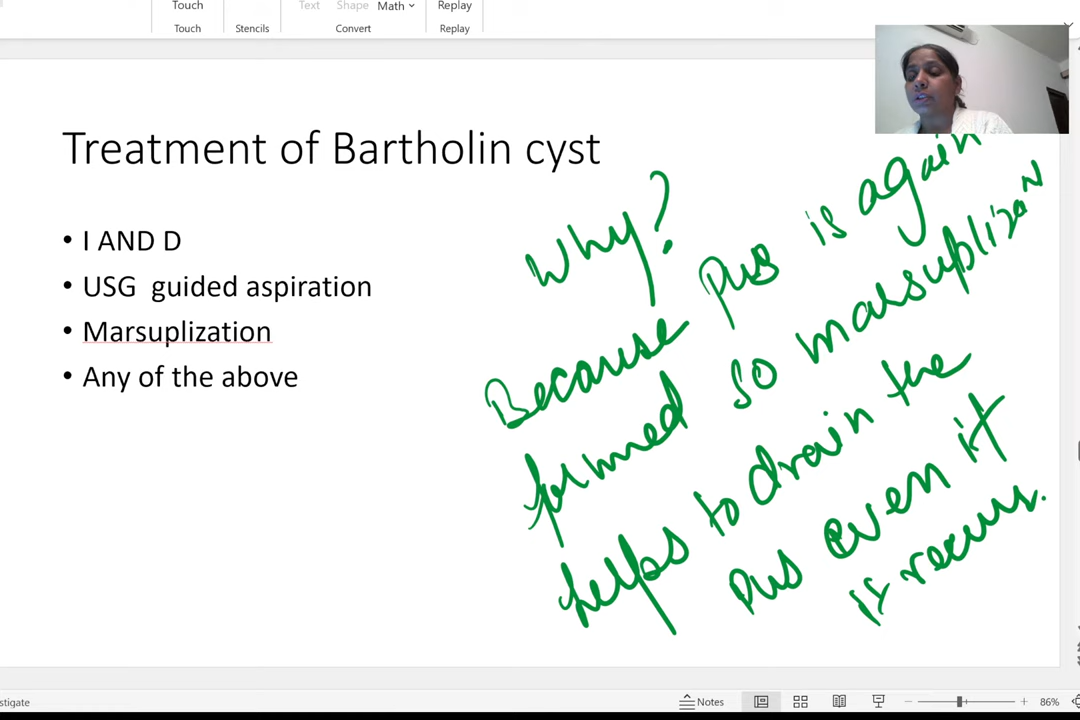 Touch
Text Shape Math
Replay
Touch
Stencils
Convert
Replay
Treatment of Bartholin cyst
• I AND D
• USG guided aspiration
• Marsuplization
• Any of the above
Why?
Because pus is again
formed so marsuplizan
helps to drain the
pus even it
it recurs.
stigate
Notes
86%